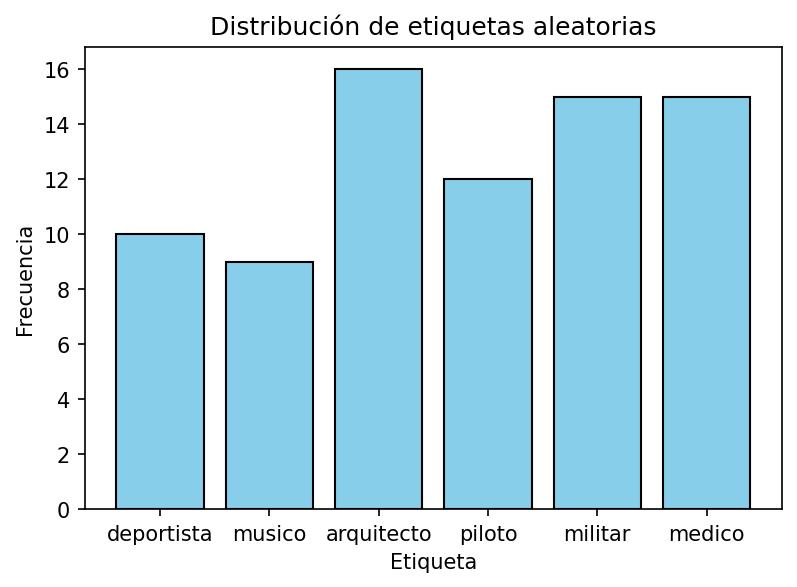 Distribución de etiquetas aleatorias
16
14
12
10
8
6
4
2
0
Frecuencia
deportista musico arquitecto piloto militar medico
Etiqueta